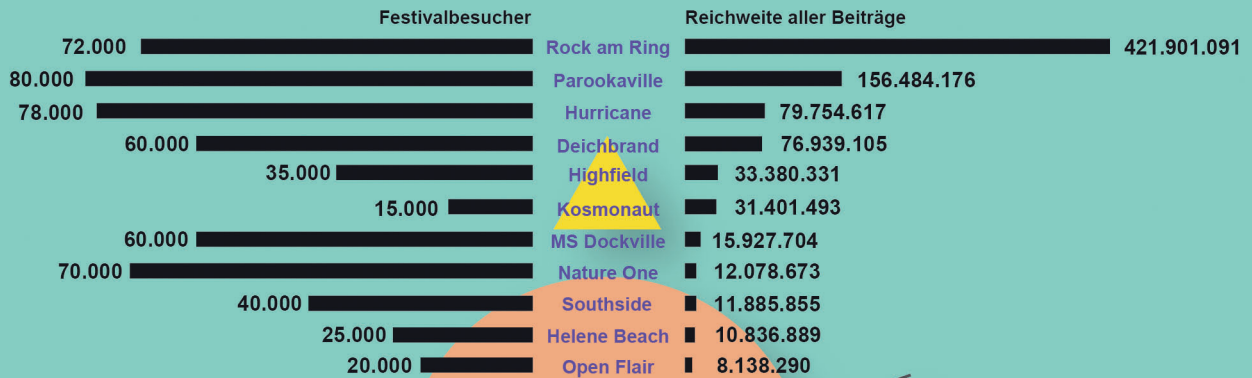 Festivalbesucher Reichweite aller Beiträge
72.000 Rock am Ring 421.901.091
80.000 Parookaville 156.484.176
78.000 Hurricane 79.754.617
60.000 Deichbrand 76.939.105
35.000 Highfield 33.380.331
15.000 Kosmonaut 31.401.493
60.000 MS Dockville 15.927.704
70.000 Nature One 12.078.673
40.000 Southside 11.885.855
25.000 Helene Beach 10.836.889
20.000 Open Flair 8.138.290